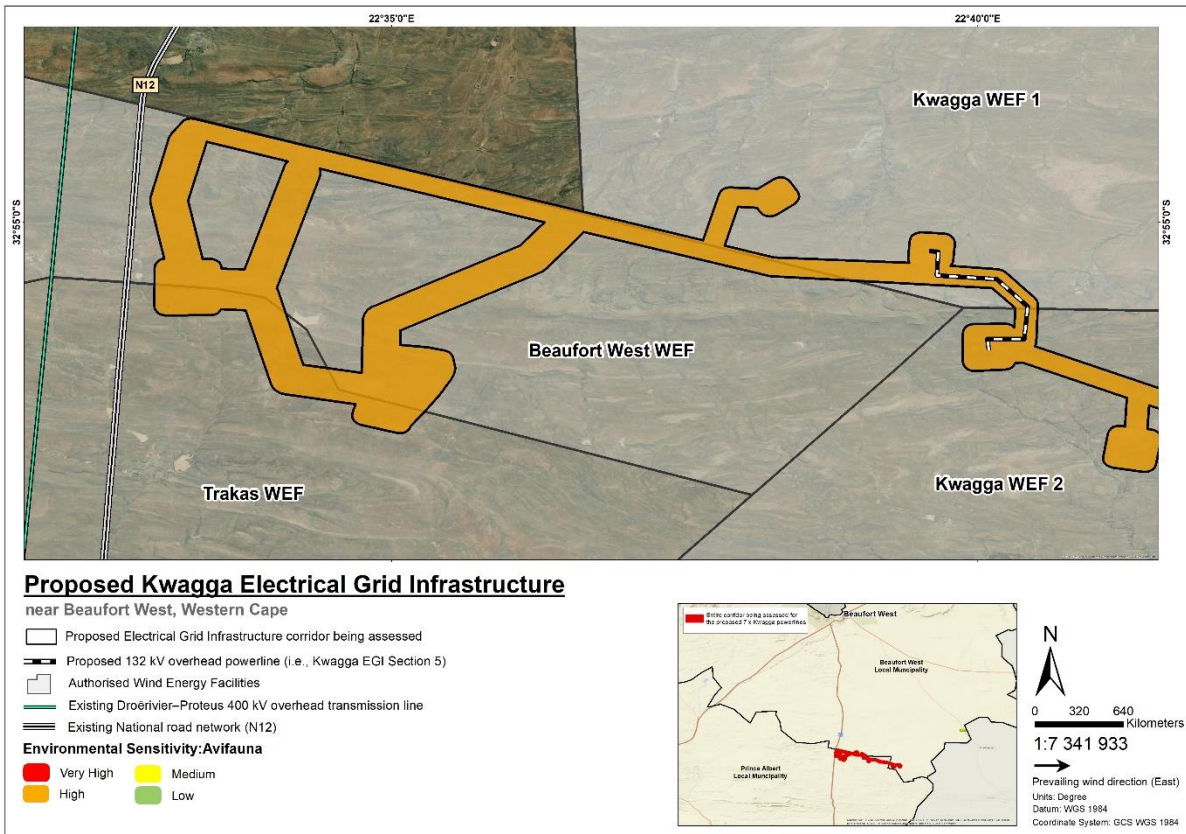 22°35'0"E
22°40'0"E
N12
Kwagga WEF 1
32°55'0"S
32°55'0"S
Beaufort West WEF
Trakas WEF
Kwagga WEF 2
Proposed Kwagga Electrical Grid Infrastructure
near Beaufort West, Western Cape
Proposed Electrical Grid Infrastructure corridor being assessed
Proposed 132 kV overhead powerline (i.e., Kwagga EGI Section 5)
Authorised Wind Energy Facilities
Existing Droërivier–Proteus 400 kV overhead transmission line
Existing National road network (N12)
Environmental Sensitivity:Avifauna
Very High
Medium
High
Low
Entire corridor being assessed for
the proposed 7 x Kwagga powerlines
Beaufort West
Beaufort West
Local Municipality
Prince Albert
Local Muncipality
N
0 320 640
Kilometers
1:7 341 933
Prevailing wind direction (East)
Units: Degree
Datum: WGS 1984
Coordinate System: GCS WGS 1984